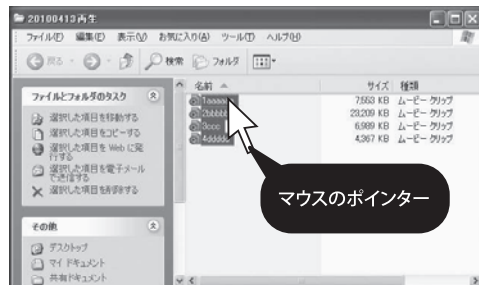 20100413再生
ファイル(F) 編集(E) 表示(V) お気に入り(A) ツール(T) ヘルプ(H)
戻る 検索 フォルダ
ファイルとフォルダのタスク
選択した項目を移動する
選択した項目をコピーする
選択した項目を Web に発行する
選択した項目を電子メールで送信する
選択した項目を削除する
その他
デスクトップ
マイ ドキュメント
共有ドキュメント
名前 サイズ 種類
1aaaa 7,553 KB ムービー クリップ
2bbbb 23,209 KB ムービー クリップ
3ccc 6,989 KB ムービー クリップ
4ddddd 4,367 KB ムービー クリップ
マウスのポインター